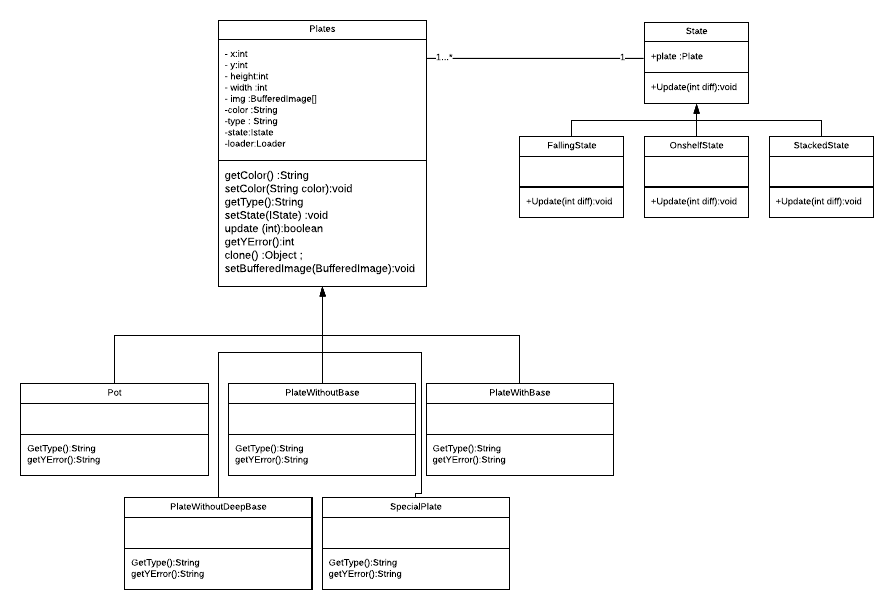 Plates
- x:int
- y:int
- height:int
- width :int
- img :BufferedImage[]
-color :String
-type : String
-state:Istate
-loader:Loader
getColor() :String
setColor(String color):void
getType():String
setState(IState) :void
update (int):boolean
getYError():int
clone() :Object ;
setBufferedImage(BufferedImage):void
1...*
1
State
+plate :Plate
+Update(int diff):void
FallingState
+Update(int diff):void
OnshelfState
+Update(int diff):void
StackedState
+Update(int diff):void
Pot
GetType():String
getYError():String
PlateWithoutBase
GetType():String
getYError():String
PlateWithBase
GetType():String
getYError():String
PlateWithoutDeepBase
GetType():String
getYError():String
SpecialPlate
GetType():String
getYError():String